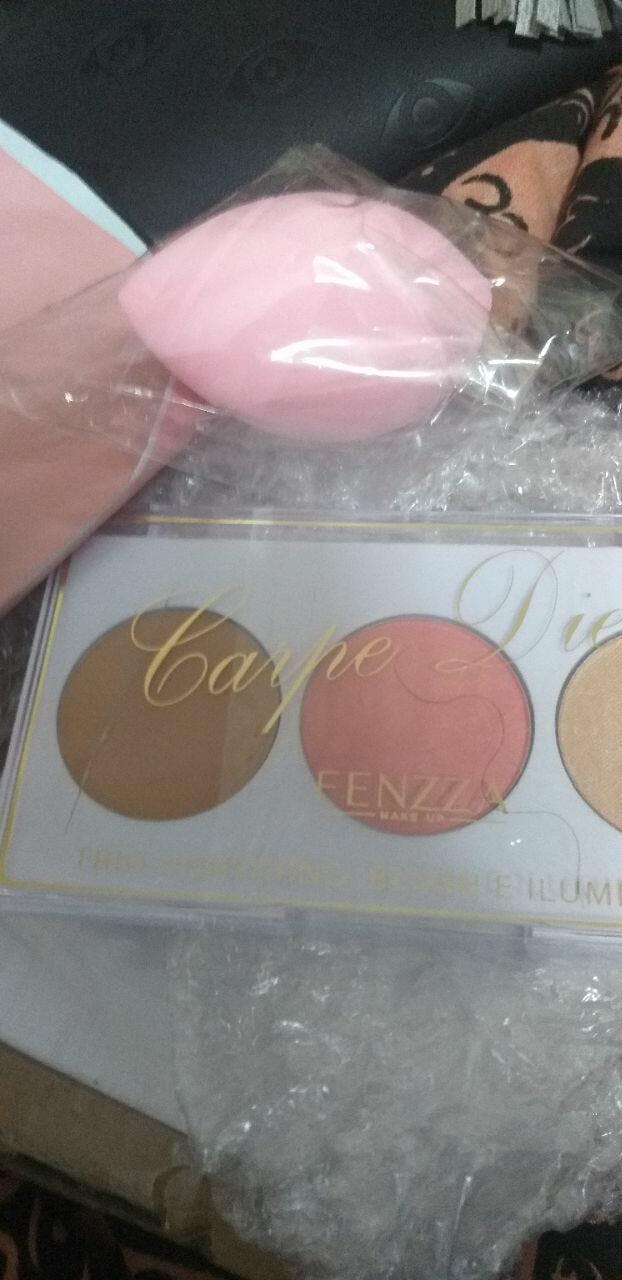 Carpe Die
FENZZA
MAKE UP
TRIO CONTORNO, BLUSH E ILUMI